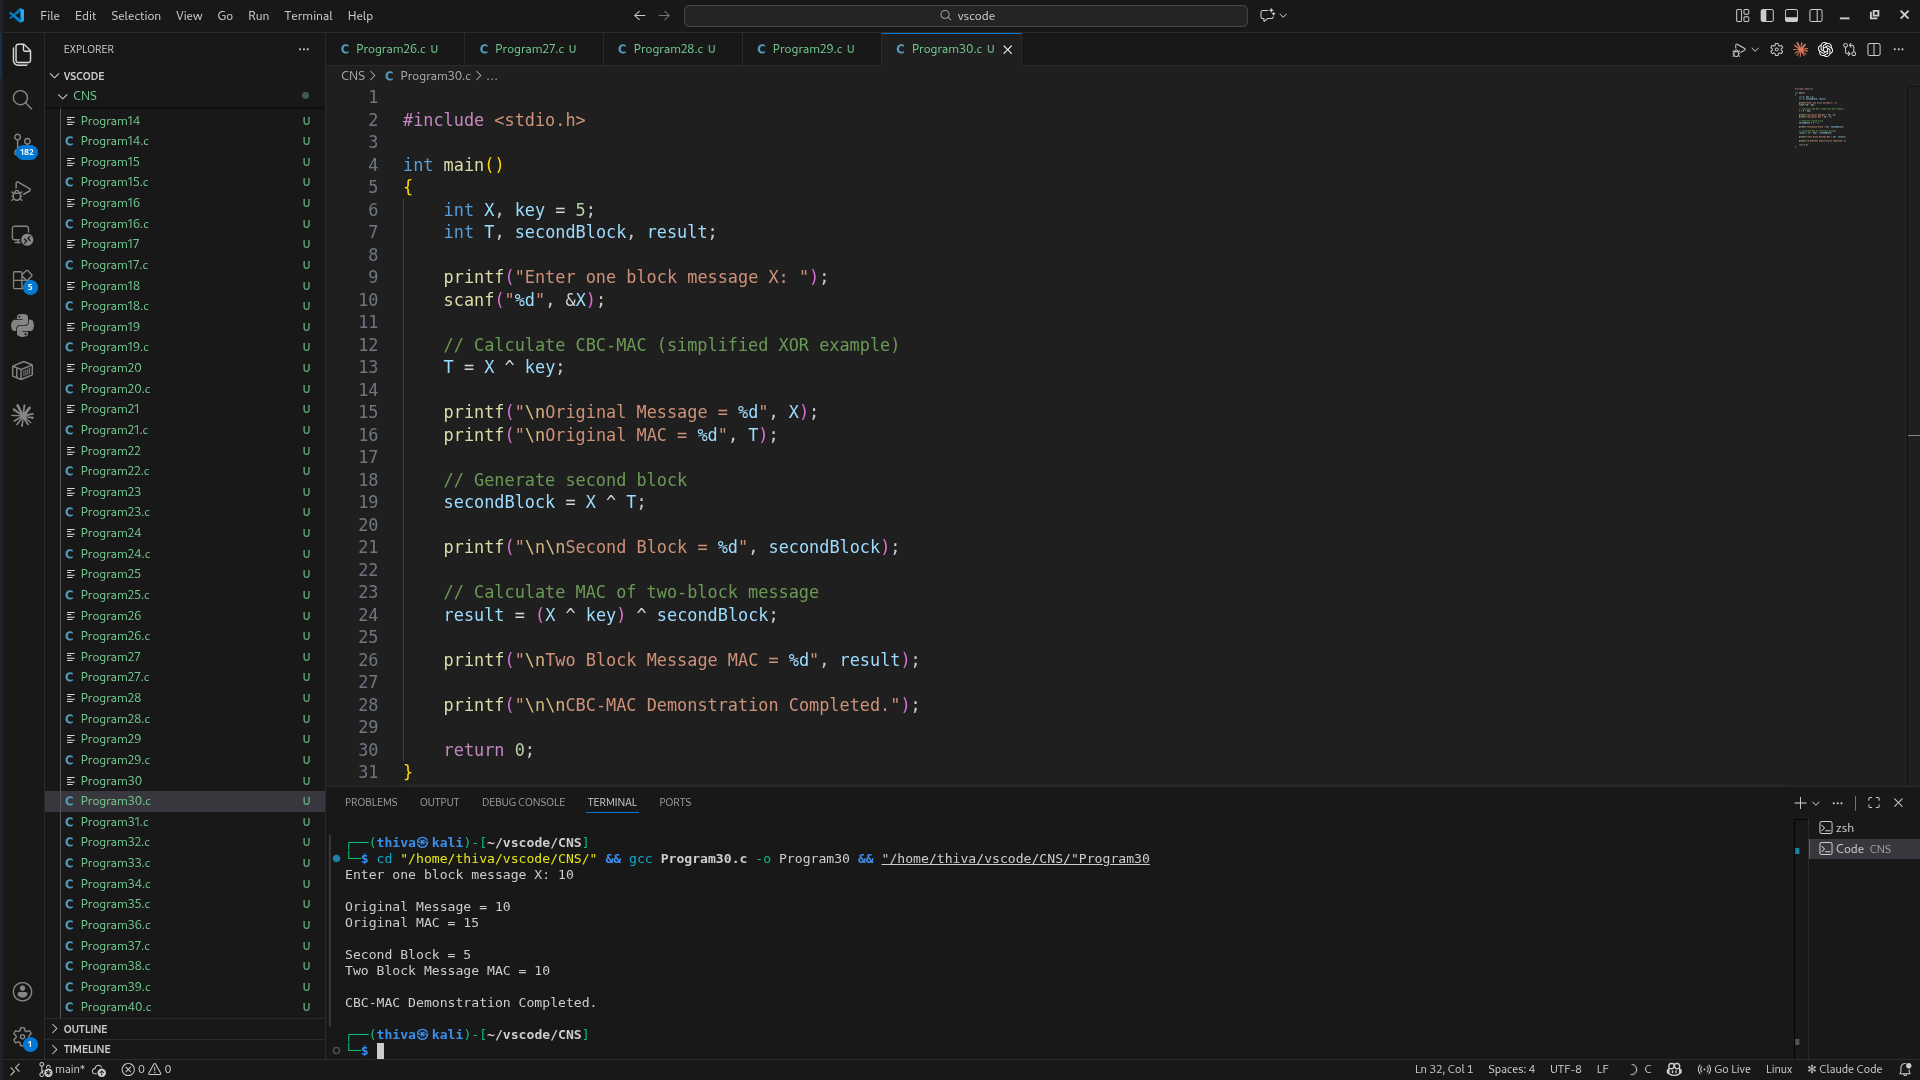 File Edit Selection View Go Run Terminal Help
vscode
EXPLORER
VSCODE
CNS
Program14 U
Program14.c U
Program15 U
Program15.c U
Program16 U
Program16.c U
Program17 U
Program17.c U
Program18 U
Program18.c U
Program19 U
Program19.c U
Program20 U
Program20.c U
Program21 U
Program21.c U
Program22 U
Program22.c U
Program23 U
Program23.c U
Program24 U
Program24.c U
Program25 U
Program25.c U
Program26 U
Program26.c U
Program27 U
Program27.c U
Program28 U
Program28.c U
Program29 U
Program29.c U
Program30 U
Program30.c U
Program31.c U
Program32.c U
Program33.c U
Program34.c U
Program35.c U
Program36.c U
Program37.c U
Program38.c U
Program39.c U
Program40.c U
OUTLINE
TIMELINE
182
5
1
C Program26.c U C Program27.c U C Program28.c U C Program29.c U C Program30.c U
CNS > C Program30.c > ...
1
2 #include <stdio.h>
3
4 int main()
5 {
6 int X, key = 5;
7 int T, secondBlock, result;
8
9 printf("Enter one block message X: ");
10 scanf("%d", &X);
11
12 // Calculate CBC-MAC (simplified XOR example)
13 T = X ^ key;
14
15 printf("\nOriginal Message = %d", X);
16 printf("\nOriginal MAC = %d", T);
17
18 // Generate second block
19 secondBlock = X ^ T;
20
21 printf("\n\nSecond Block = %d", secondBlock);
22
23 // Calculate MAC of two-block message
24 result = (X ^ key) ^ secondBlock;
25
26 printf("\nTwo Block Message MAC = %d", result);
27
28 printf("\n\nCBC-MAC Demonstration Completed.");
29
30 return 0;
31 }
PROBLEMS OUTPUT DEBUG CONSOLE TERMINAL PORTS
┌──(thiva㉿kali)-[~/vscode/CNS]
└─$ cd "/home/thiva/vscode/CNS/" && gcc Program30.c -o Program30 && "/home/thiva/vscode/CNS/"Program30
Enter one block message X: 10
Original Message = 10
Original MAC = 15
Second Block = 5
Two Block Message MAC = 10
CBC-MAC Demonstration Completed.
┌──(thiva㉿kali)-[~/vscode/CNS]
└─$
zsh
Code CNS
main* 0 0 Ln 32, Col 1 Spaces: 4 UTF-8 LF C Go Live Linux Claude Code